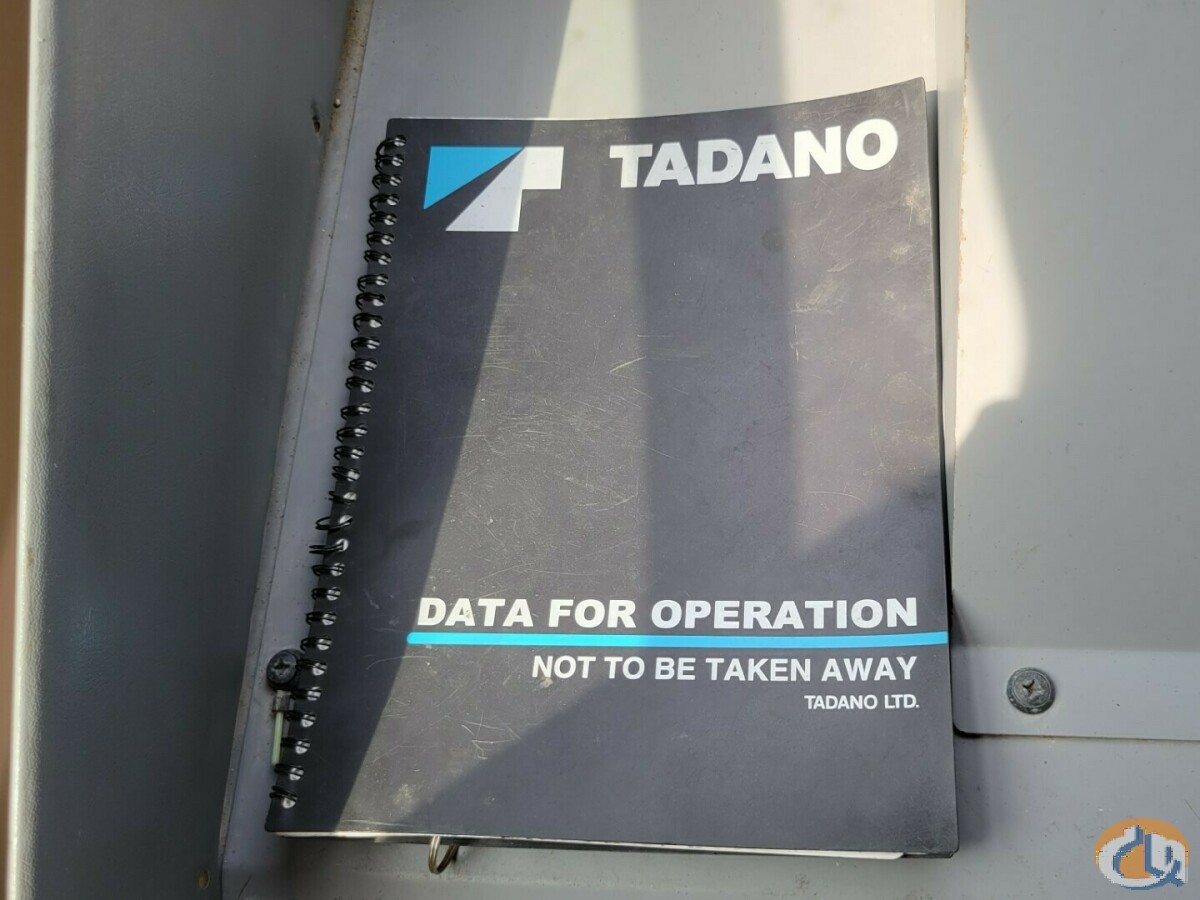 TADANO
DATA FOR OPERATION
NOT TO BE TAKEN AWAY
TADANO LTD.